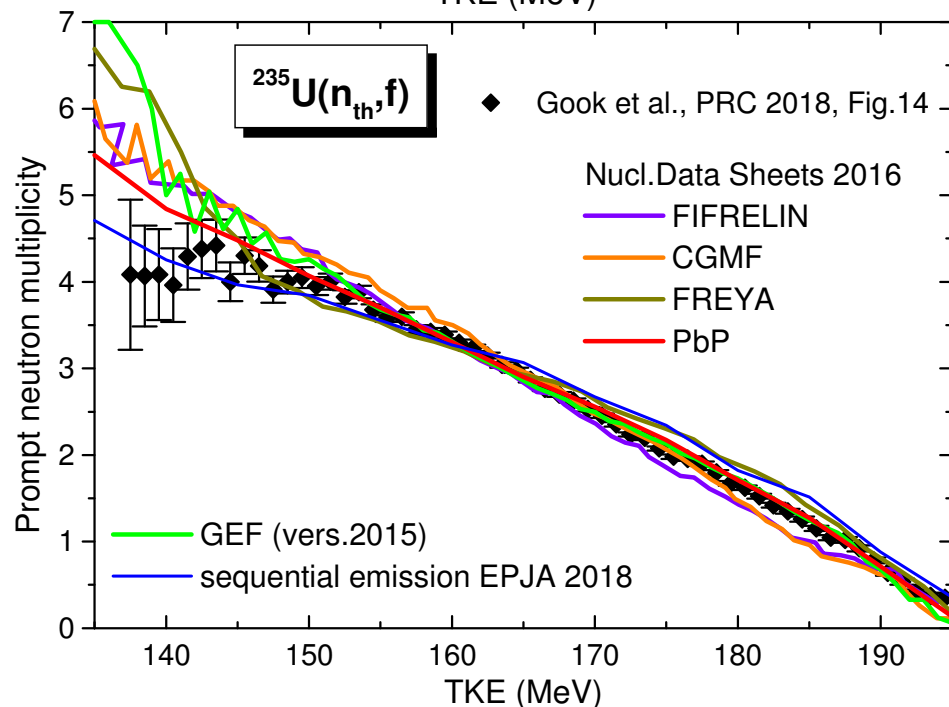 TKE (MeV)
7
6
5
4
3
2
1
0
Prompt neutron multiplicity
²³⁵U(nₜₕ,f)
Gook et al., PRC 2018, Fig.14
Nucl.Data Sheets 2016
FIFRELIN
CGMF
FREYA
PbP
GEF (vers.2015)
sequential emission EPJA 2018
140 150 160 170 180 190
TKE (MeV)